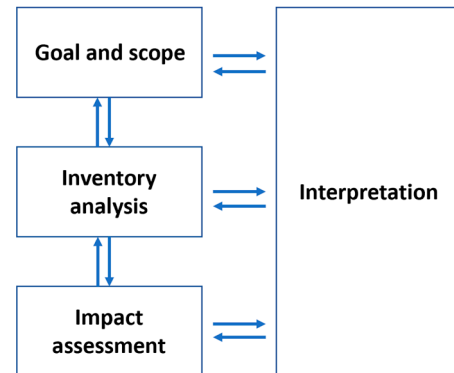 Goal and scope
Inventory
analysis
Interpretation
Impact
assessment